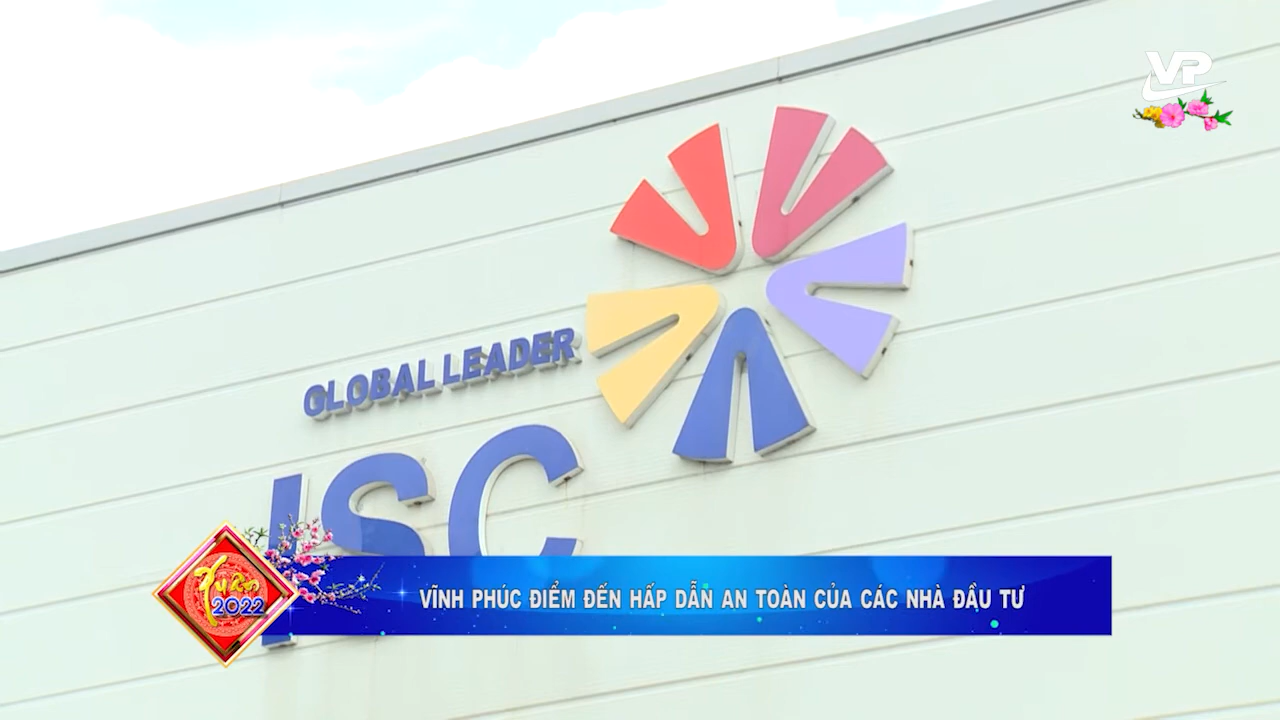 VP
GLOBAL LEADER
ISC
Xuân
2022
VĨNH PHÚC ĐIỂM ĐẾN HẤP DẪN AN TOÀN CỦA CÁC NHÀ ĐẦU TƯ